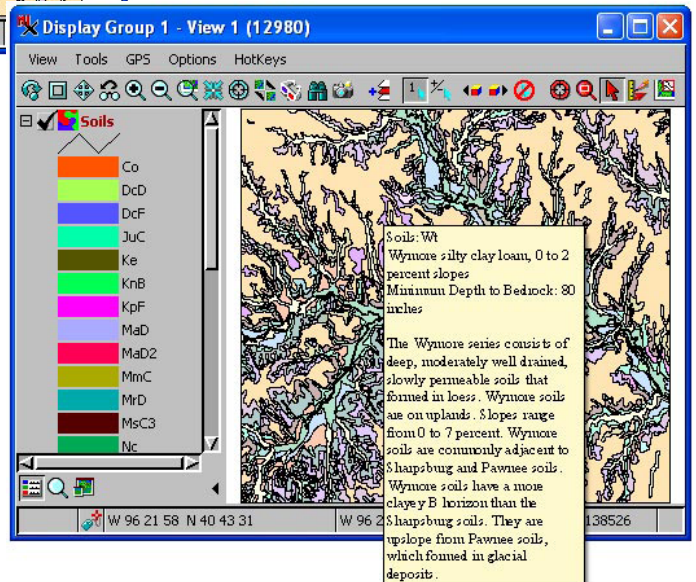 Display Group 1 - View 1 (12980)
View Tools GPS Options HotKeys
Soils
Co
DcD
DcF
JuC
Ke
KnB
KpF
MaD
MaD2
MmC
MrD
MsC3
Nc
Soils: Wt
Wymore silty clay loam, 0 to 2
percent slopes
Minimum Depth to Bedrock: 80
inches
The Wymore series consists of
deep, moderately well drained,
slowly permeable soils that
formed in loess. Wymore soils
are on uplands. Slopes range
from 0 to 7 percent. Wymore
soils are commonly adjacent to
Sharpsburg and Pawnee soils.
Wymore soils have a more
clayey B horizon than the
Sharpsburg soils. They are
upslope from Pawnee soils,
which formed in glacial
deposits.
W 96 21 58 N 40 43 31 W 96 2 138526